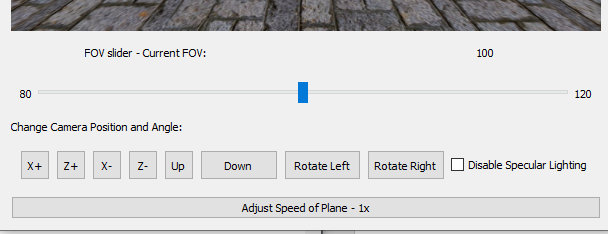 FOV slider - Current FOV: 100
80 120
Change Camera Position and Angle:
X+ Z+ X- Z- Up Down Rotate Left Rotate Right Disable Specular Lighting
Adjust Speed of Plane - 1x